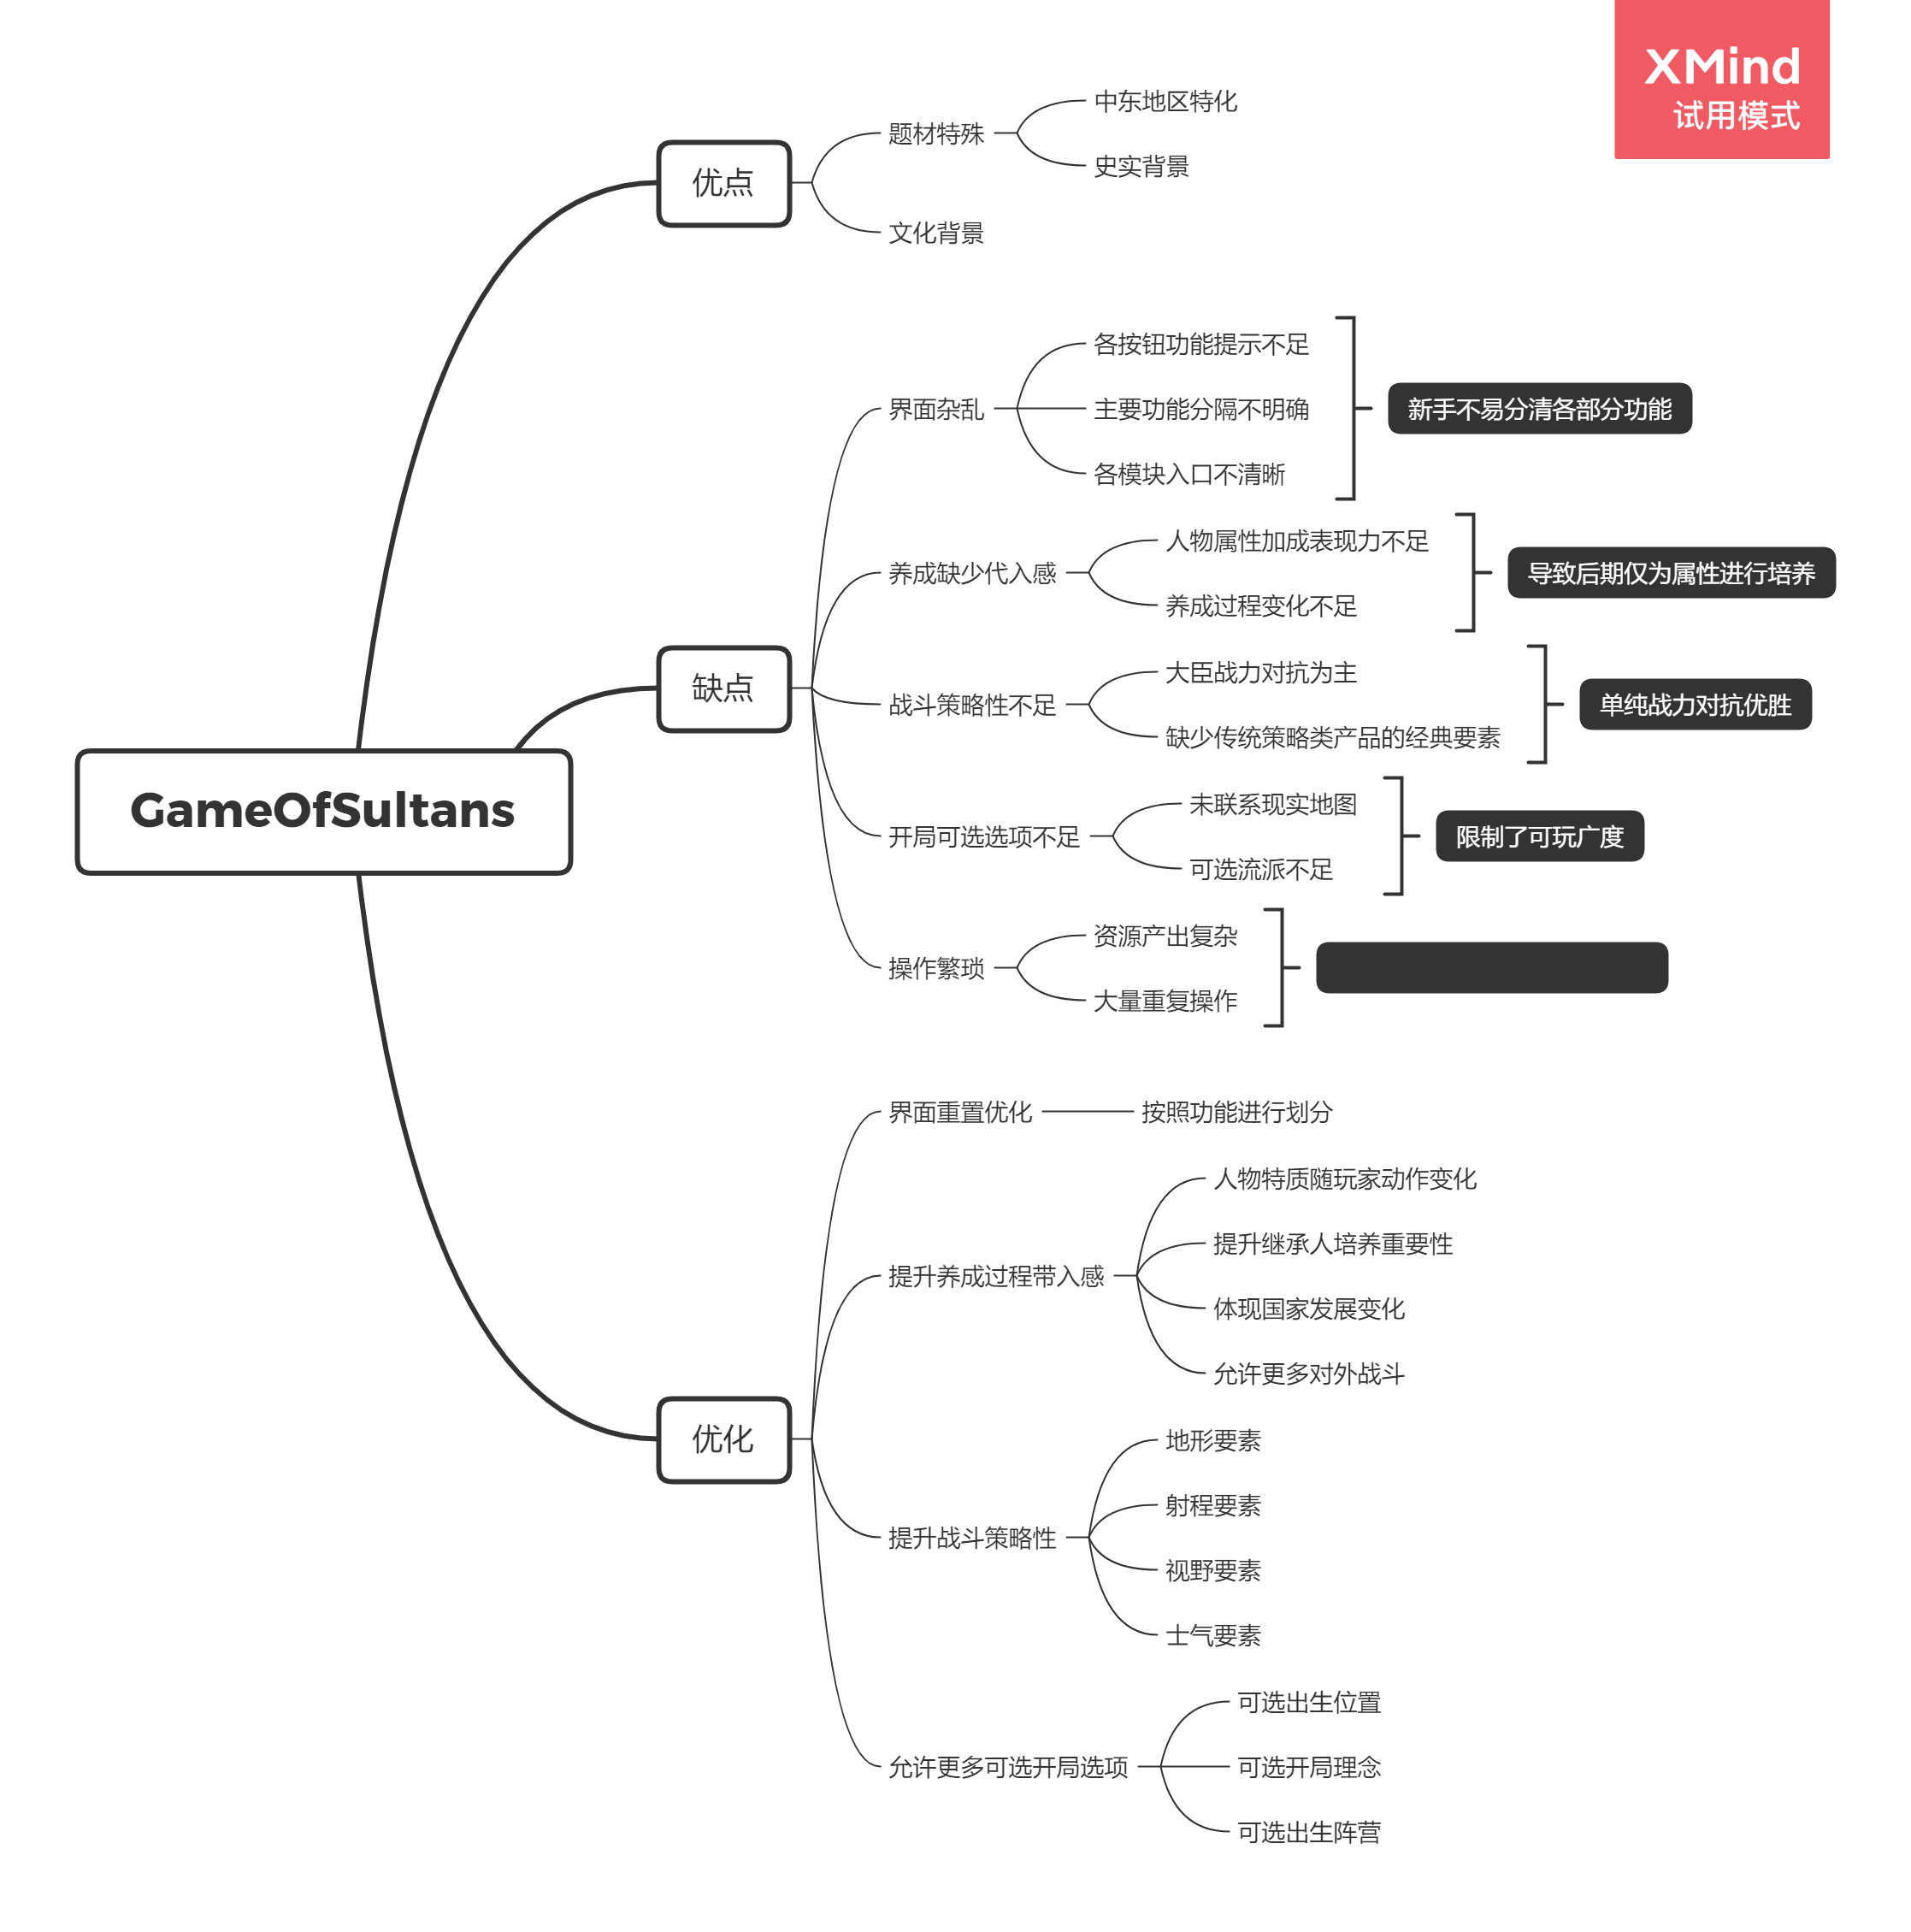 XMind
试用模式
GameOfSultans
优点
题材特殊
中东地区特化
史实背景
文化背景
缺点
界面杂乱
各按钮功能提示不足
主要功能分隔不明确
各模块入口不清晰
新手不易分清各部分功能
养成缺少代入感
人物属性加成表现力不足
养成过程变化不足
导致后期仅为属性进行培养
战斗策略性不足
大臣战力对抗为主
缺少传统策略类产品的经典要素
单纯战力对抗优胜
开局可选选项不足
未联系现实地图
可选流派不足
限制了可玩广度
操作繁琐
资源产出复杂
大量重复操作
优化
界面重置优化
按照功能进行划分
提升养成过程带入感
人物特质随玩家动作变化
提升继承人培养重要性
体现国家发展变化
允许更多对外战斗
提升战斗策略性
地形要素
射程要素
视野要素
士气要素
允许更多可选开局选项
可选出生位置
可选开局理念
可选出生阵营